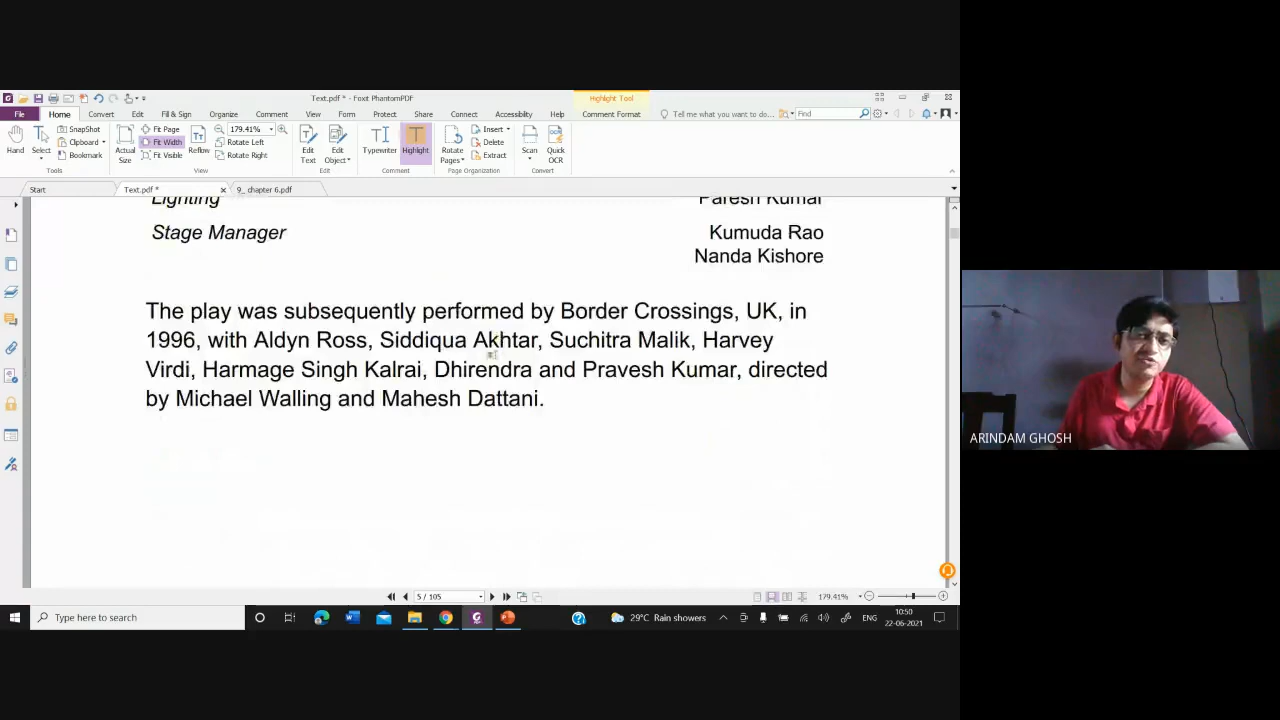 Text.pdf * - Foxit PhantomPDF
Highlight Tool
File Home Convert Edit Fill & Sign Organize Comment View Form Protect Share Connect Accessibility Help Comment Format Tell me what you want to do... Find
Hand
Select
SnapShot
Clipboard
Bookmark
Tools
Actual Size
Fit Page
Fit Width
Fit Visible
Reflow
179.41%
Rotate Left
Rotate Right
View
Edit Text
Edit Object
Edit
Typewriter
Highlight
Comment
Rotate Pages
Insert
Delete
Extract
Page Organization
Scan
Quick OCR
Convert
Start Text.pdf * 9_ chapter 6.pdf
Lighting Paresh Kumar
Stage Manager Kumuda Rao
Nanda Kishore
The play was subsequently performed by Border Crossings, UK, in
1996, with Aldyn Ross, Siddiqua Akhtar, Suchitra Malik, Harvey
Virdi, Harmage Singh Kalrai, Dhirendra and Pravesh Kumar, directed
by Michael Walling and Mahesh Dattani.
ARINDAM GHOSH
5 / 105 179.41%
Type here to search 29°C Rain showers ENG 10:50
22-06-2021